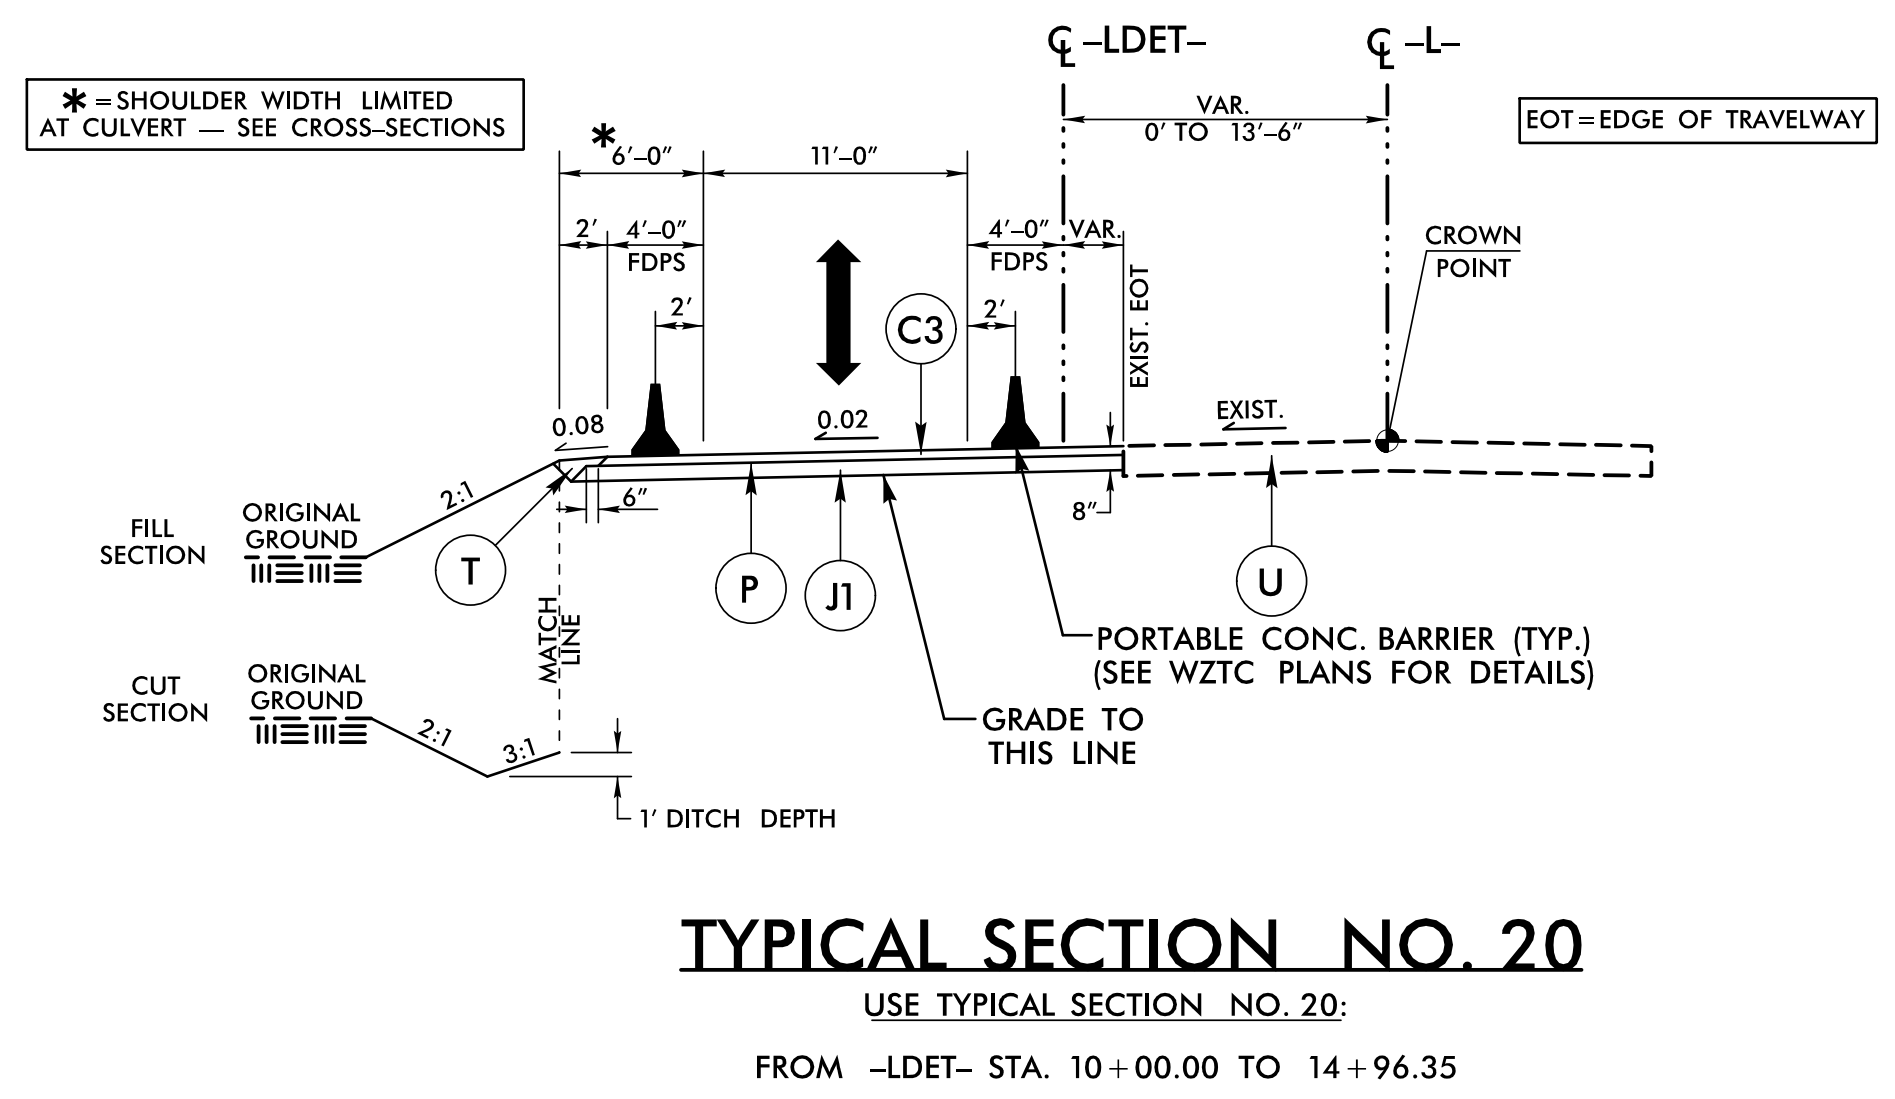 ℄ –LDET–
℄ –L–
* = SHOULDER WIDTH LIMITED
AT CULVERT — SEE CROSS–SECTIONS
VAR.
0' TO 13'–6"
EOT = EDGE OF TRAVELWAY
*
6'–0"
11'–0"
2'
4'–0"
FDPS
4'–0"
FDPS
VAR.
CROWN
POINT
2'
C3
2'
EXIST. EOT
0.08
0.02
EXIST.
2:1
6"
8"
FILL
SECTION
ORIGINAL
GROUND
T
P
J1
U
MATCH
LINE
PORTABLE CONC. BARRIER (TYP.)
(SEE WZTC PLANS FOR DETAILS)
CUT
SECTION
ORIGINAL
GROUND
2:1
3:1
GRADE TO
THIS LINE
1' DITCH DEPTH
TYPICAL SECTION NO. 20
USE TYPICAL SECTION NO. 20:
FROM –LDET– STA. 10+00.00 TO 14+96.35